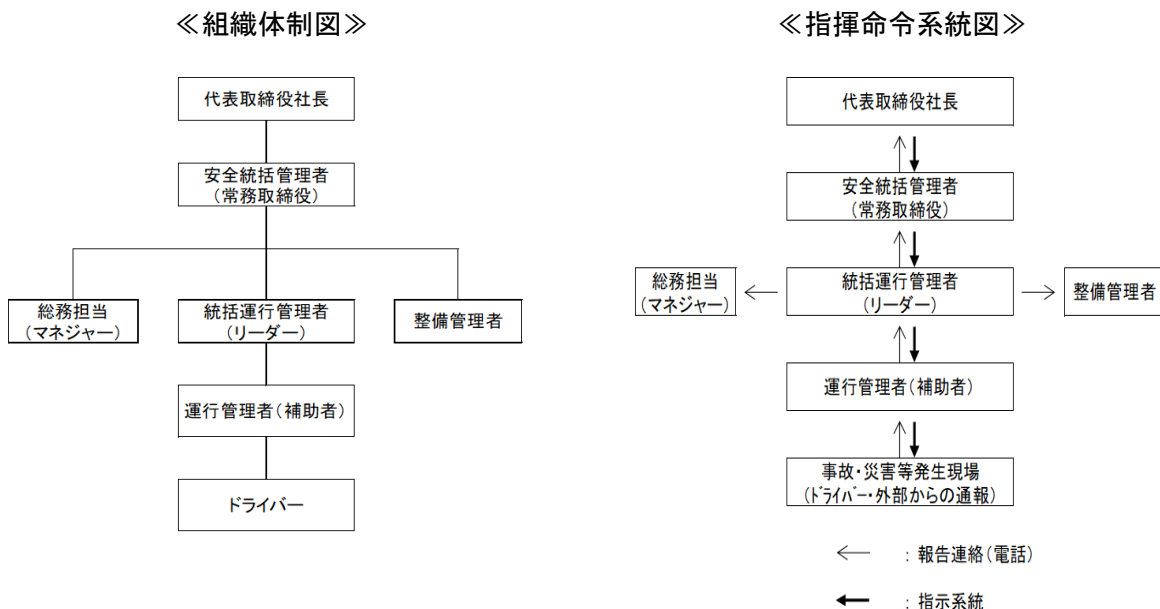 ≪組織体制図≫
代表取締役社長
安全統括管理者
(常務取締役)
総務担当
(マネジャー)
統括運行管理者
(リーダー)
整備管理者
運行管理者(補助者)
ドライバー
≪指揮命令系統図≫
代表取締役社長
安全統括管理者
(常務取締役)
総務担当
(マネジャー)
統括運行管理者
(リーダー)
整備管理者
運行管理者(補助者)
事故・災害等発生現場
(ﾄﾞﾗｲﾊﾞｰ・外部からの通報)
: 報告連絡(電話)
: 指示系統